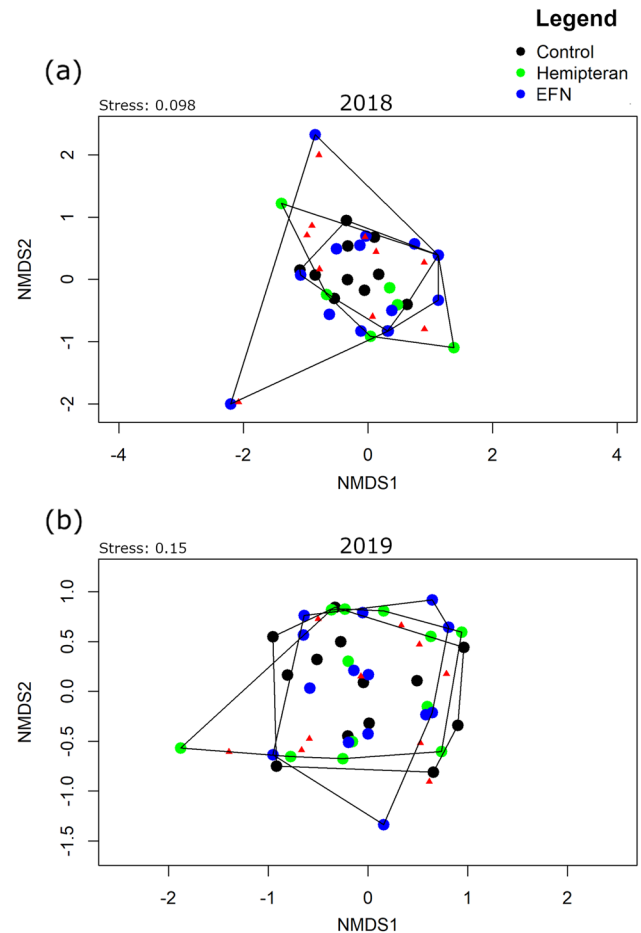 Legend
Control
Hemipteran
EFN
(a)
Stress: 0.098
2018
2
1
0
-1
-2
NMDS2
-4
-2
0
2
4
NMDS1
(b)
Stress: 0.15
2019
1.0
0.5
0.0
-0.5
-1.0
-1.5
NMDS2
-2
-1
0
1
2
NMDS1